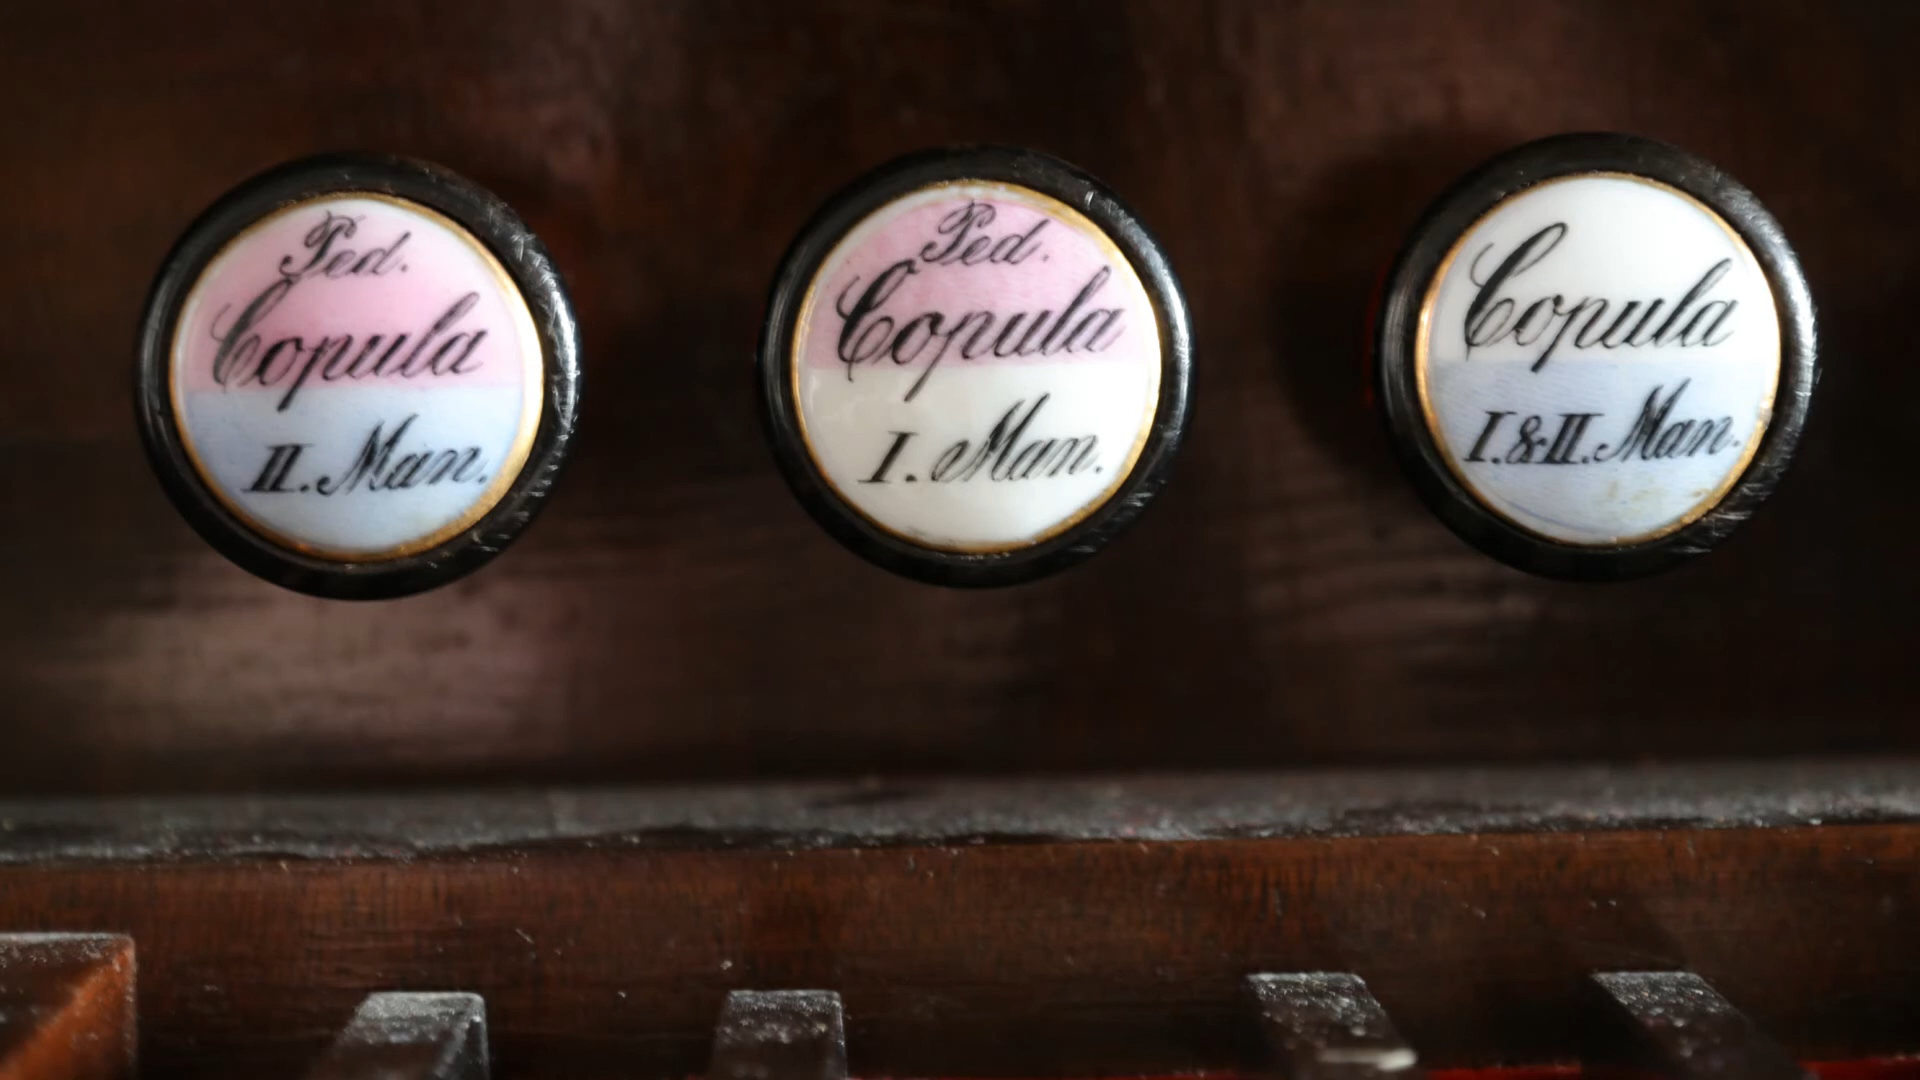 Ped.
Copula
II. Man.
Ped.
Copula
I. Man.
Copula
I. & II. Man.